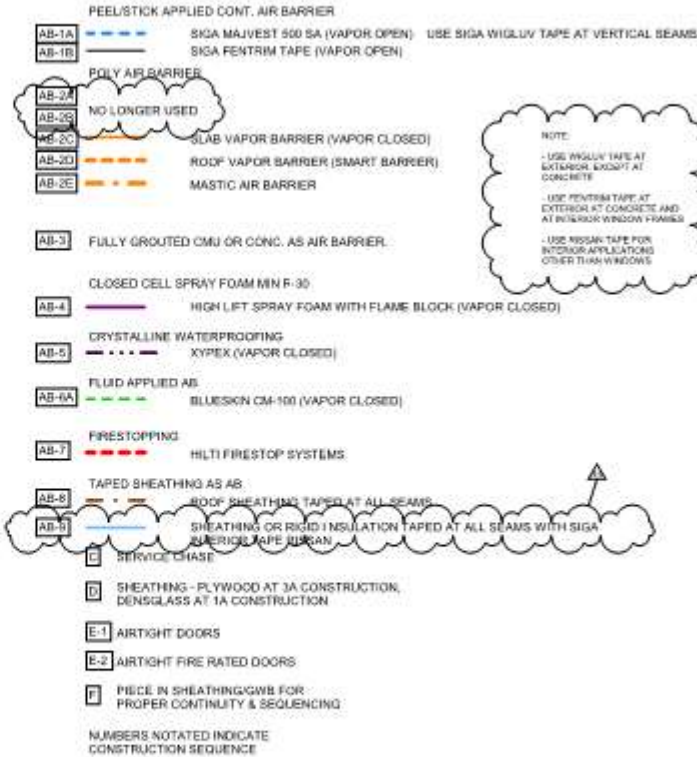 PEEL/STICK APPLIED CONT. AIR BARRIER
AB-1A SIGA MAJVEST 500 SA (VAPOR OPEN) USE SIGA WIGLUV TAPE AT VERTICAL SEAMS
AB-1B SIGA FENTRIM TAPE (VAPOR OPEN)
POLY AIR BARRIER
AB-2A
AB-2B NO LONGER USED
AB-2C SLAB VAPOR BARRIER (VAPOR CLOSED)
AB-2D ROOF VAPOR BARRIER (SMART BARRIER)
AB-2E MASTIC AIR BARRIER
NOTE:
- USE WIGLUV TAPE AT
EXTERIOR, EXCEPT AT
CONCRETE
- USE FENTRIM TAPE AT
EXTERIOR AT CONCRETE AND
AT INTERIOR WINDOW FRAMES
- USE RISSAN TAPE FOR
INTERIOR APPLICATIONS
OTHER THAN WINDOWS
AB-3 FULLY GROUTED CMU OR CONC. AS AIR BARRIER.
CLOSED CELL SPRAY FOAM MIN R-30
AB-4 HIGH LIFT SPRAY FOAM WITH FLAME BLOCK (VAPOR CLOSED)
CRYSTALLINE WATERPROOFING
AB-5 XYPEX (VAPOR CLOSED)
FLUID APPLIED AB
AB-6A BLUESKIN CM-100 (VAPOR CLOSED)
FIRESTOPPING
AB-7 HILTI FIRESTOP SYSTEMS
TAPED SHEATHING AS AB
AB-8 ROOF SHEATHING TAPED AT ALL SEAMS
AB-9 SHEATHING OR RIGID INSULATION TAPED AT ALL SEAMS WITH SIGA
INTERIOR TAPE RISSAN
C SERVICE CHASE
D SHEATHING - PLYWOOD AT 3A CONSTRUCTION,
DENSGLASS AT 1A CONSTRUCTION
E-1 AIRTIGHT DOORS
E-2 AIRTIGHT FIRE RATED DOORS
F PIECE IN SHEATHING/GWB FOR
PROPER CONTINUITY & SEQUENCING
NUMBERS NOTATED INDICATE
CONSTRUCTION SEQUENCE